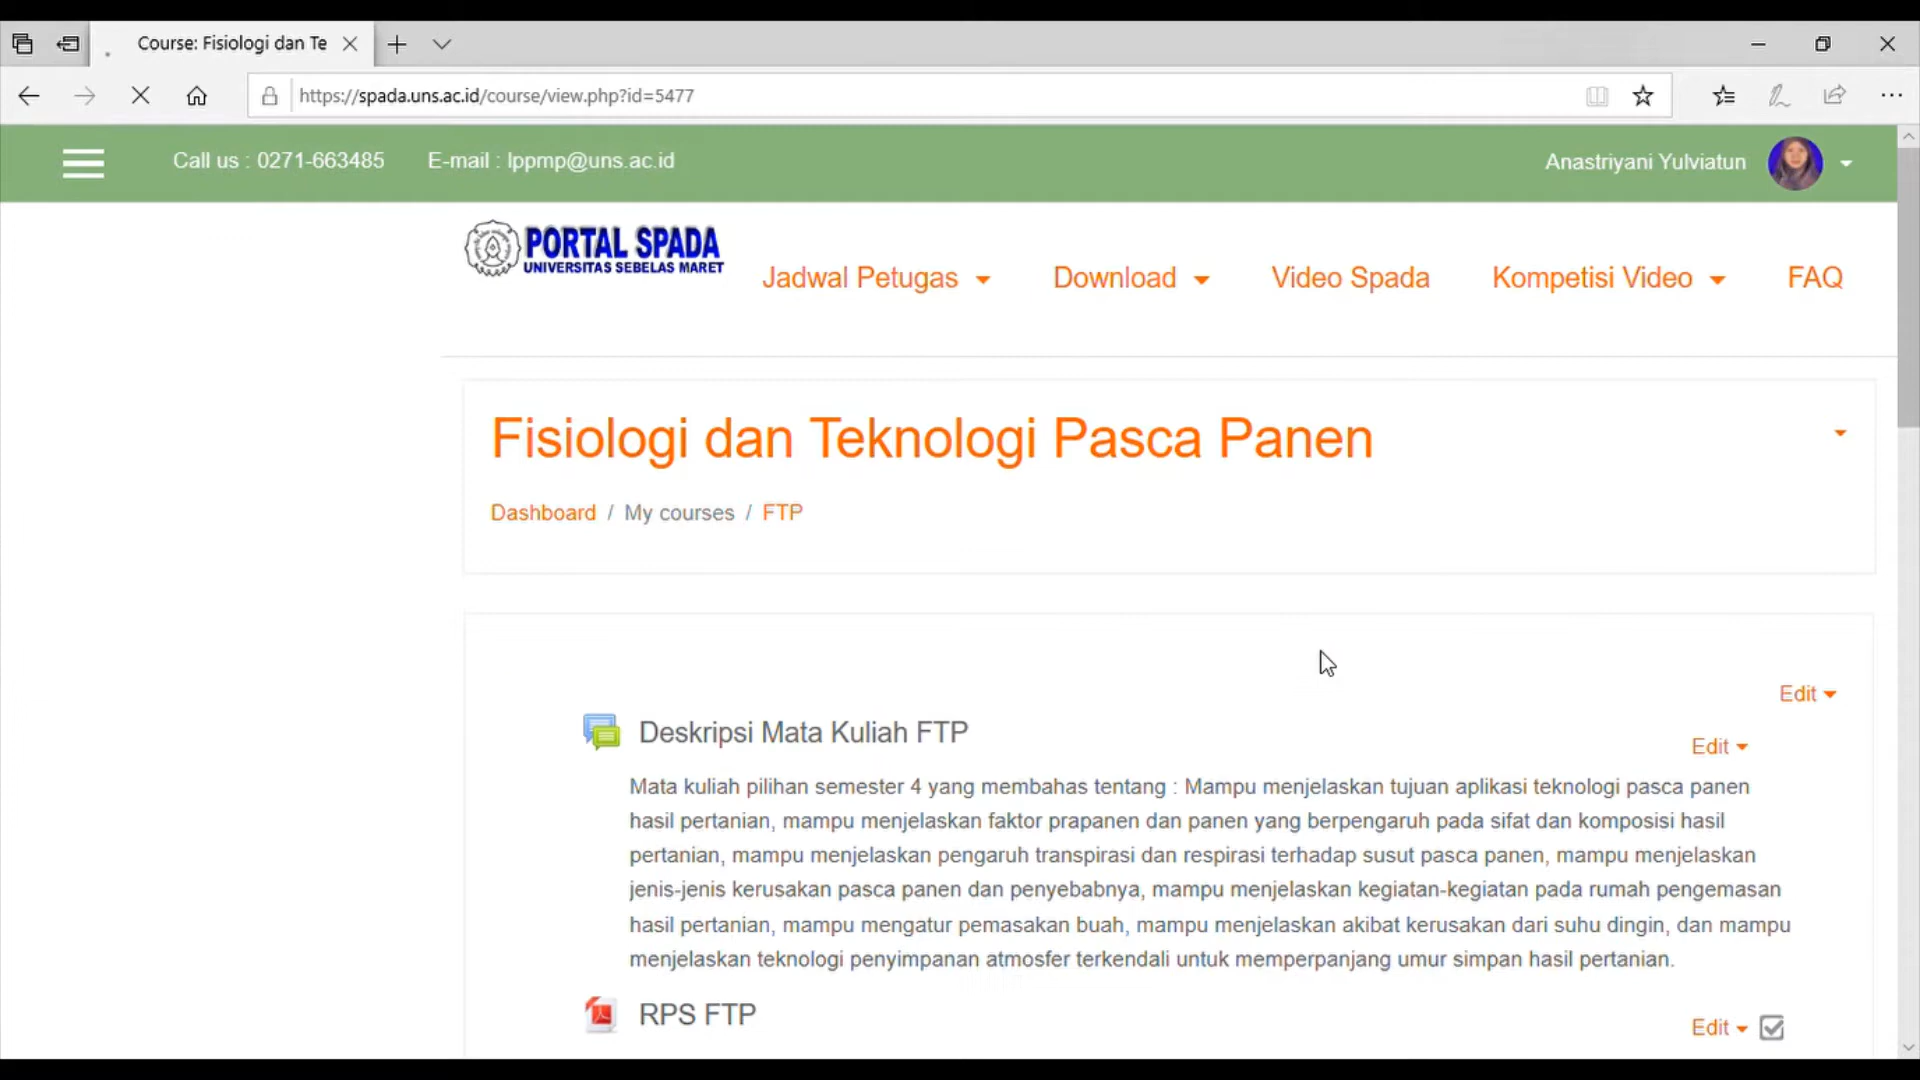 Course: Fisiologi dan Te
https://spada.uns.ac.id/course/view.php?id=5477
Call us : 0271-663485 E-mail : lppmp@uns.ac.id Anastriyani Yulviatun
PORTAL SPADA
UNIVERSITAS SEBELAS MARET
Jadwal Petugas Download Video Spada Kompetisi Video FAQ
Fisiologi dan Teknologi Pasca Panen
Dashboard / My courses / FTP
Edit
Deskripsi Mata Kuliah FTP
Edit
Mata kuliah pilihan semester 4 yang membahas tentang : Mampu menjelaskan tujuan aplikasi teknologi pasca panen
hasil pertanian, mampu menjelaskan faktor prapanen dan panen yang berpengaruh pada sifat dan komposisi hasil
pertanian, mampu menjelaskan pengaruh transpirasi dan respirasi terhadap susut pasca panen, mampu menjelaskan
jenis-jenis kerusakan pasca panen dan penyebabnya, mampu menjelaskan kegiatan-kegiatan pada rumah pengemasan
hasil pertanian, mampu mengatur pemasakan buah, mampu menjelaskan akibat kerusakan dari suhu dingin, dan mampu
menjelaskan teknologi penyimpanan atmosfer terkendali untuk memperpanjang umur simpan hasil pertanian.
RPS FTP
Edit